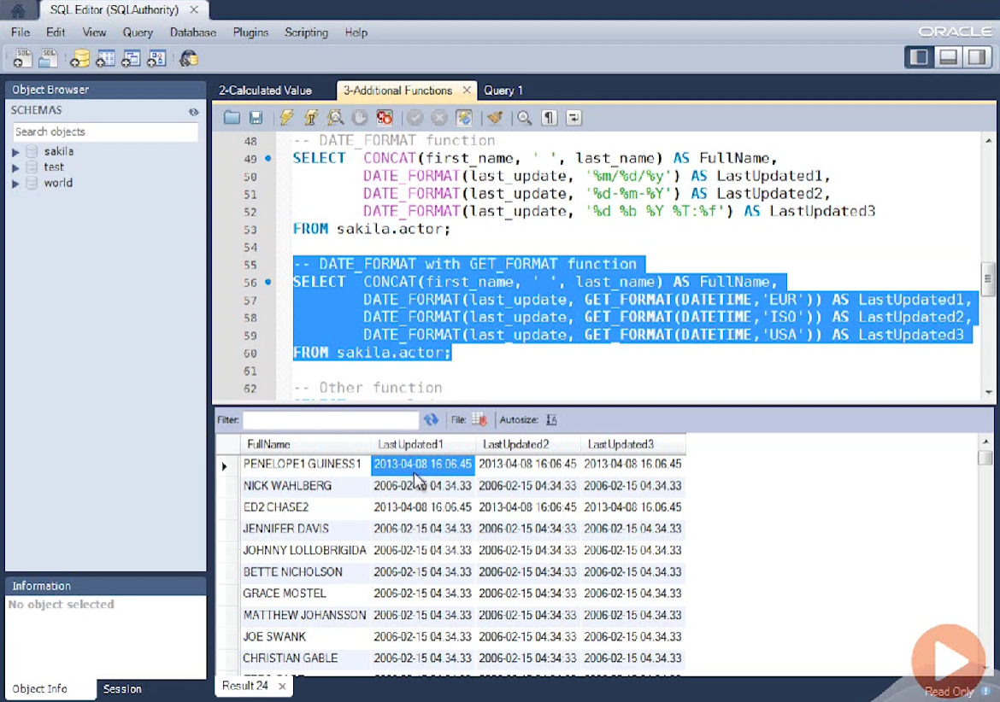 SQL Editor (SQLAuthority) ×
File Edit View Query Database Plugins Scripting Help
ORACLE
SQL SQL
Object Browser
SCHEMAS
Search objects
sakila
test
world
Information
No object selected
Object Info Session
2-Calculated Value 3-Additional Functions × Query 1
48 -- DATE_FORMAT function
49 SELECT CONCAT(first_name, ' ', last_name) AS FullName,
50 DATE_FORMAT(last_update, '%m/%d/%y') AS LastUpdated1,
51 DATE_FORMAT(last_update, '%d-%m-%Y') AS LastUpdated2,
52 DATE_FORMAT(last_update, '%d %b %Y %T:%f') AS LastUpdated3
53 FROM sakila.actor;
54
55 -- DATE_FORMAT with GET_FORMAT function
56 SELECT CONCAT(first_name, ' ', last_name) AS FullName,
57 DATE_FORMAT(last_update, GET_FORMAT(DATETIME,'EUR')) AS LastUpdated1,
58 DATE_FORMAT(last_update, GET_FORMAT(DATETIME,'ISO')) AS LastUpdated2,
59 DATE_FORMAT(last_update, GET_FORMAT(DATETIME,'USA')) AS LastUpdated3
60 FROM sakila.actor;
61
62 -- Other function
Filter: File: Autosize:
FullName LastUpdated1 LastUpdated2 LastUpdated3
PENELOPE1 GUINESS1 2013-04-08 16.06.45 2013-04-08 16:06:45 2013-04-08 16.06.45
NICK WAHLBERG 2006-02-15 04.34.33 2006-02-15 04:34:33 2006-02-15 04.34.33
ED2 CHASE2 2013-04-08 16.06.45 2013-04-08 16:06:45 2013-04-08 16.06.45
JENNIFER DAVIS 2006-02-15 04.34.33 2006-02-15 04:34:33 2006-02-15 04.34.33
JOHNNY LOLLOBRIGIDA 2006-02-15 04.34.33 2006-02-15 04:34:33 2006-02-15 04.34.33
BETTE NICHOLSON 2006-02-15 04.34.33 2006-02-15 04:34:33 2006-02-15 04.34.33
GRACE MOSTEL 2006-02-15 04.34.33 2006-02-15 04:34:33 2006-02-15 04.34.33
MATTHEW JOHANSSON 2006-02-15 04.34.33 2006-02-15 04:34:33 2006-02-15 04.34.33
JOE SWANK 2006-02-15 04.34.33 2006-02-15 04:34:33 2006-02-15 04.34.33
CHRISTIAN GABLE 2006-02-15 04.34.33 2006-02-15 04:34:33 2006-02-15 04.34.33
Result 24 ×
Read Only